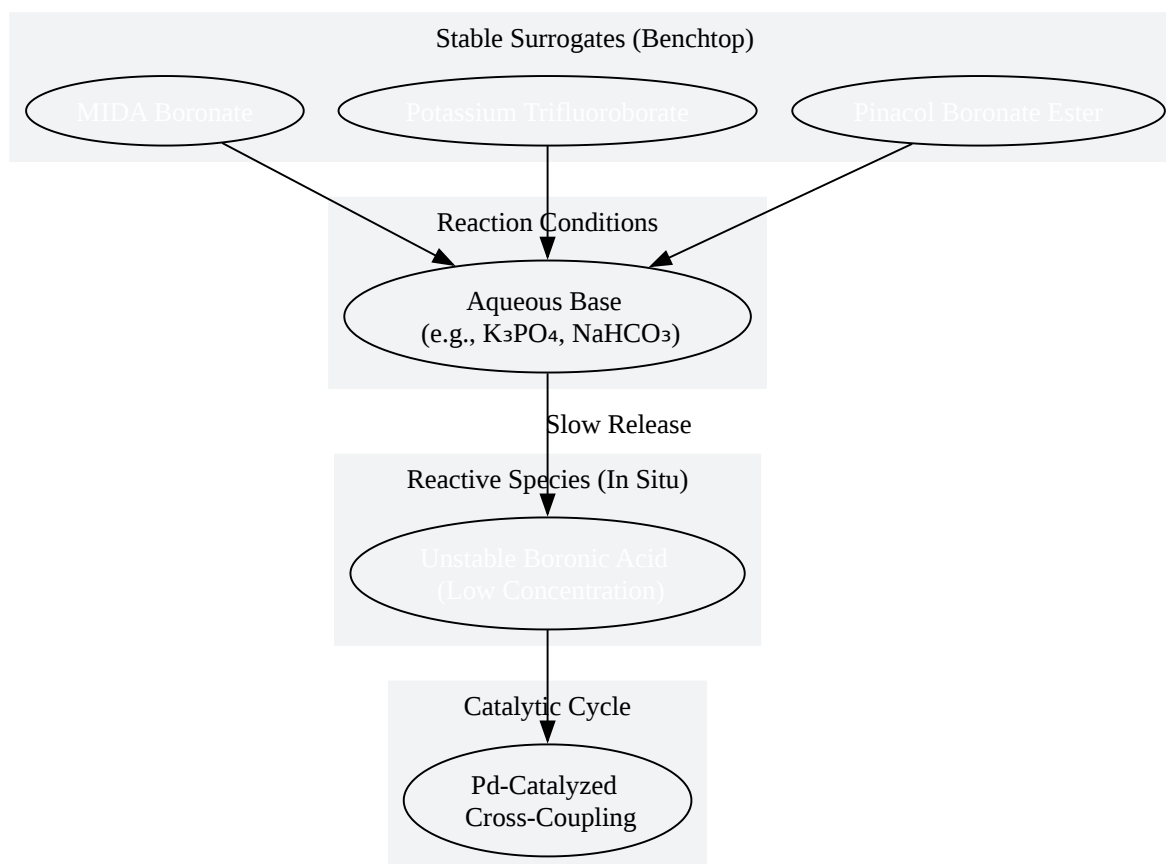 Stable Surrogates (Benchtop)
MIDA Boronate
Potassium Trifluoroborate
Pinacol Boronate Ester
Reaction Conditions
Aqueous Base
(e.g., K₃PO₄, NaHCO₃)
Slow Release
Reactive Species (In Situ)
Unstable Boronic Acid
(Low Concentration)
Catalytic Cycle
Pd-Catalyzed
Cross-Coupling